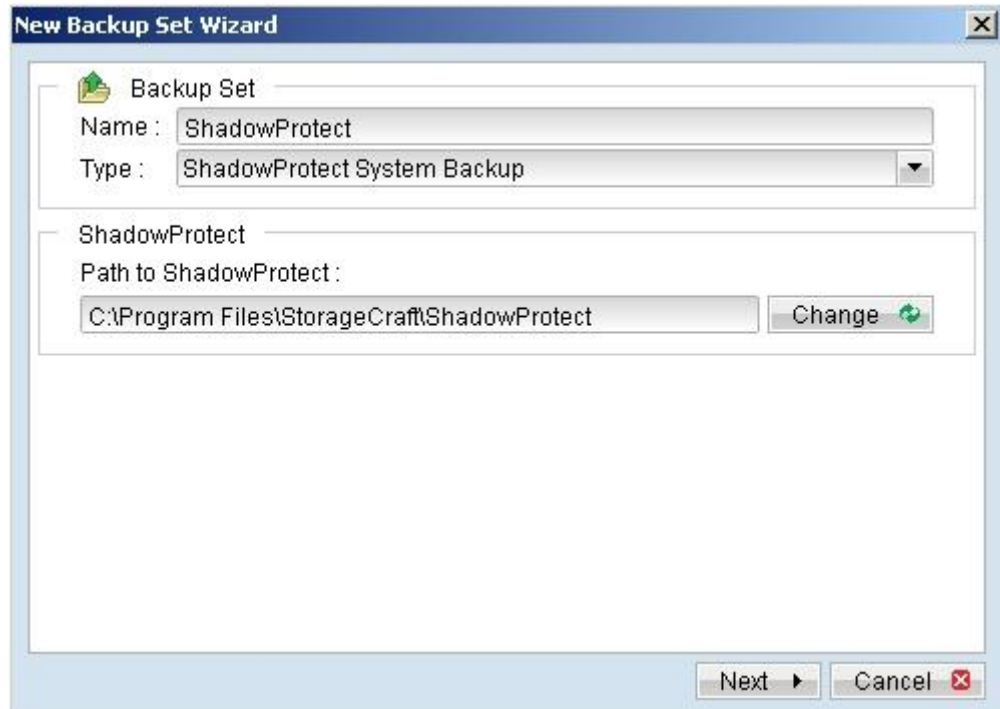 New Backup Set Wizard
Backup Set
Name : ShadowProtect
Type : ShadowProtect System Backup
ShadowProtect
Path to ShadowProtect :
C:\Program Files\StorageCraft\ShadowProtect Change
Next Cancel